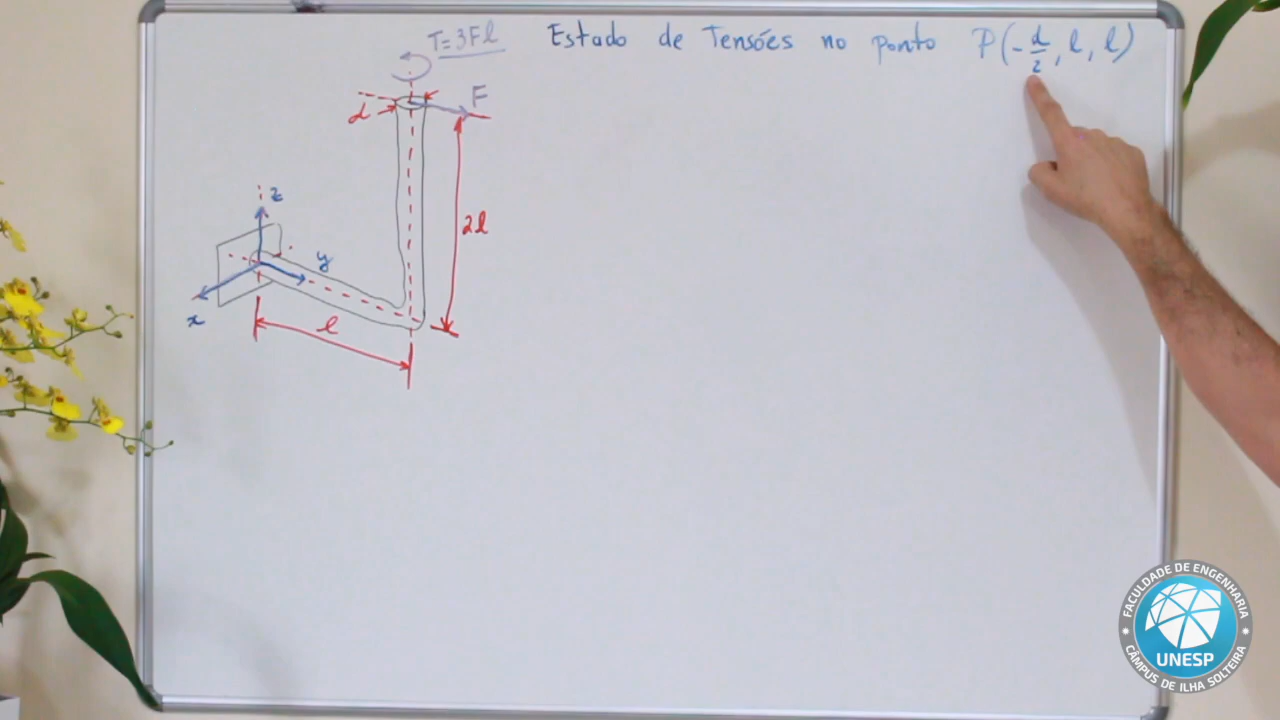 T=3Fl
Estado de Tensões no ponto P(-d/2, l, l)
F
d
z
2l
y
x
l
FACULDADE DE ENGENHARIA
UNESP
CÂMPUS DE ILHA SOLTEIRA